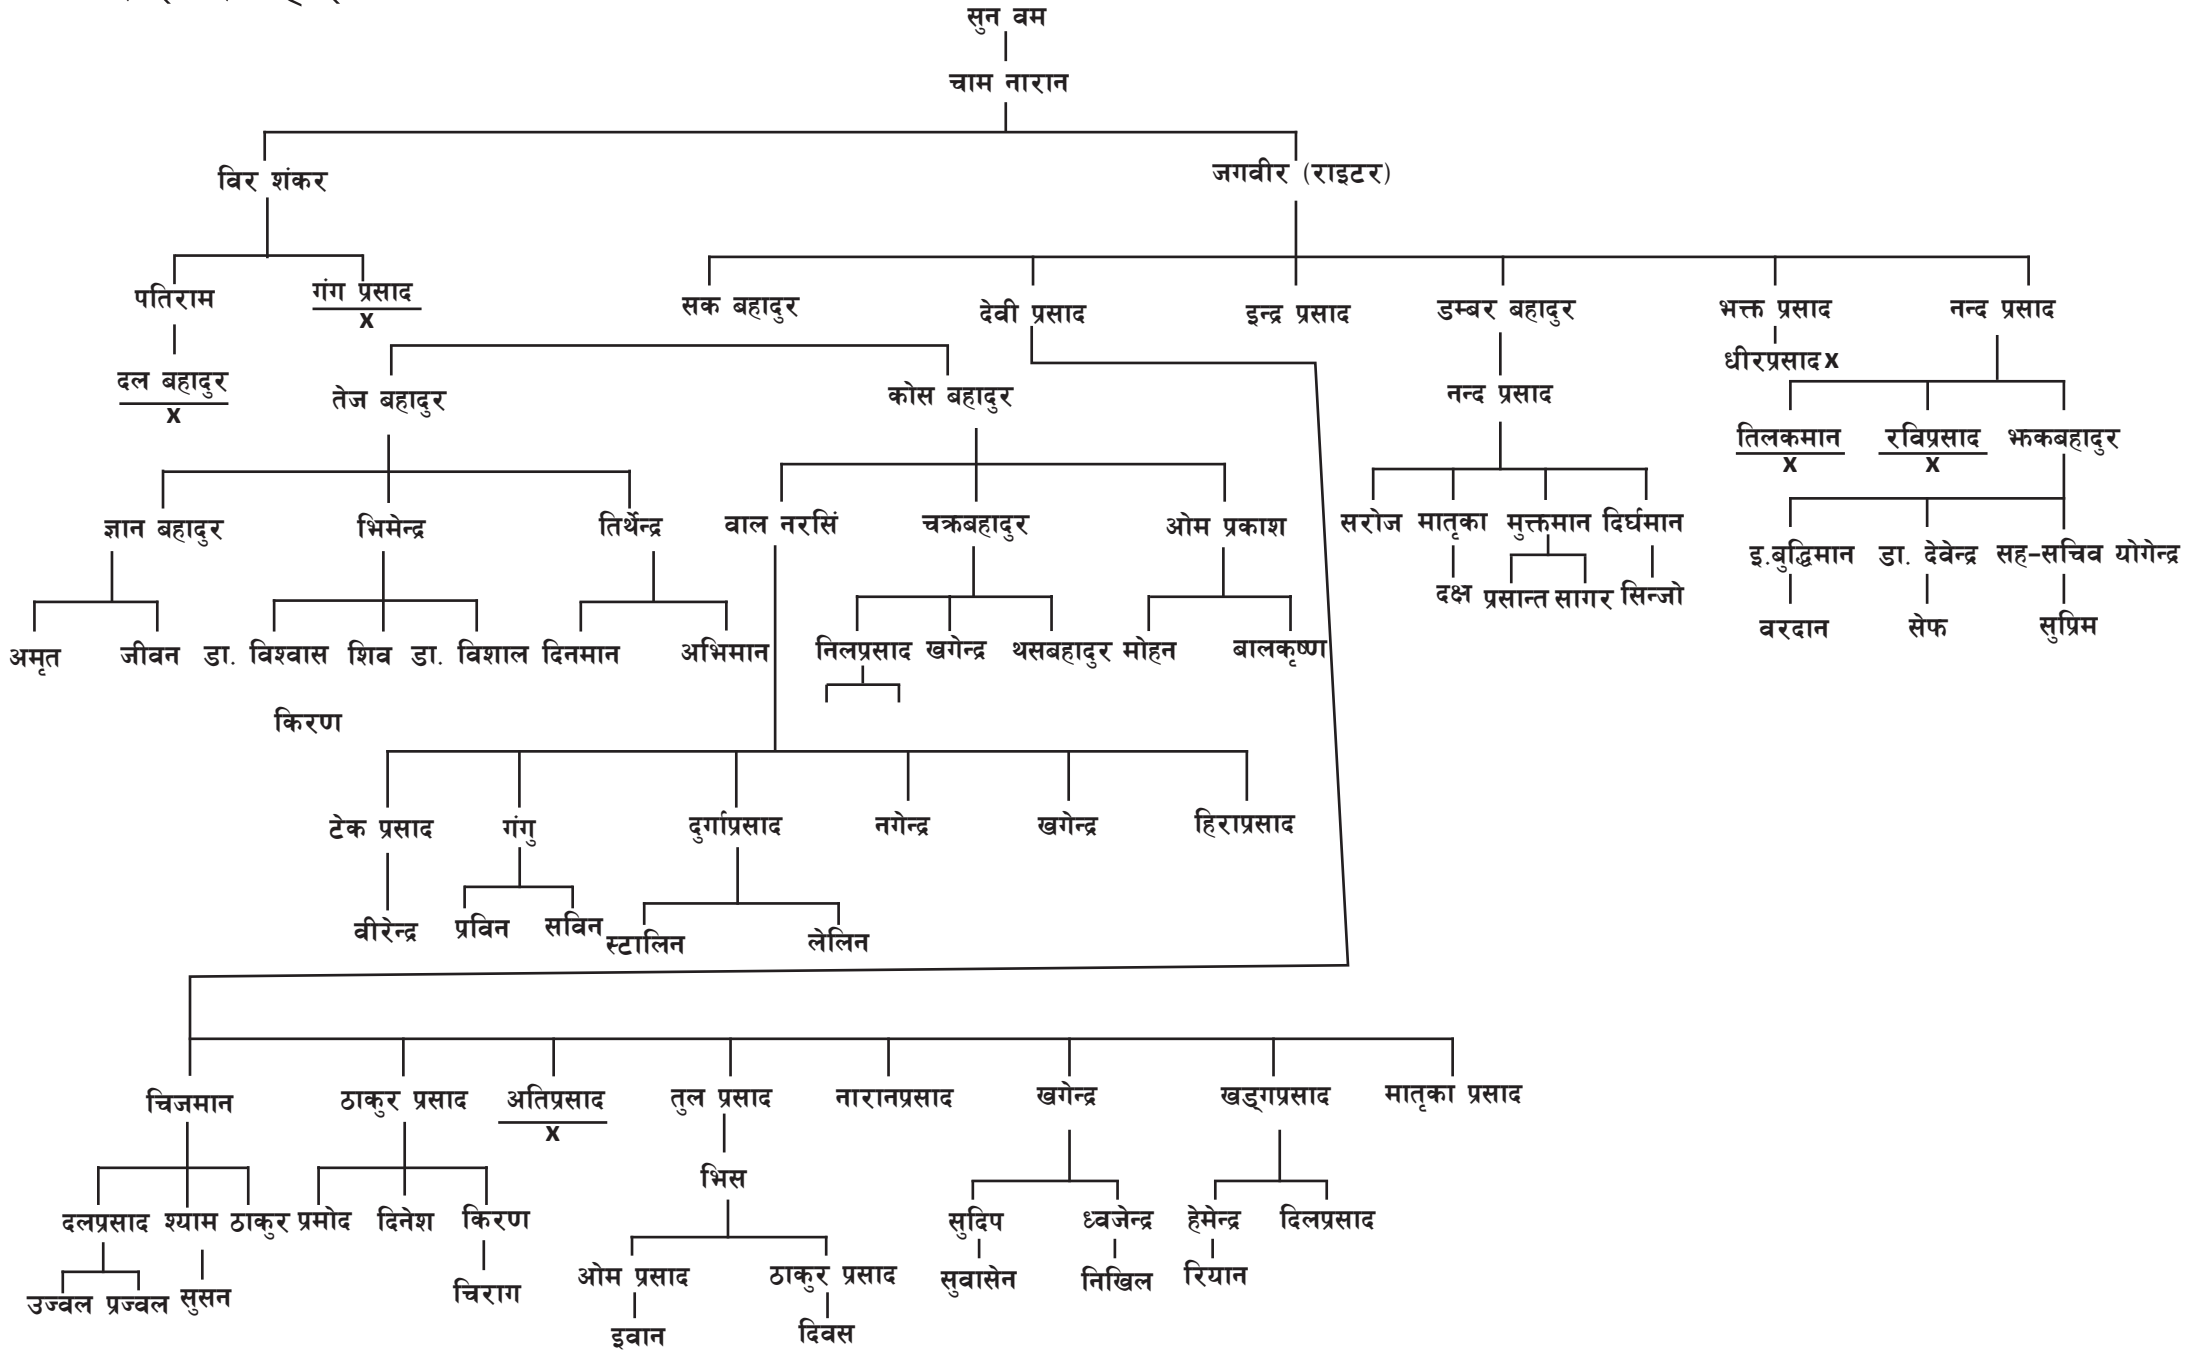 सुन वम
चाम नारान
विर शंकर जगवीर (राइटर)
पतिराम गंग प्रसाद सक बहादुर देवी प्रसाद इन्द्र प्रसाद डम्बर बहादुर भक्त प्रसाद नन्द प्रसाद
x
धीरप्रसाद x
दल बहादुर तेज बहादुर कोस बहादुर नन्द प्रसाद
x
तिलकमान रविप्रसाद झकबहादुर
x x
ज्ञान बहादुर भिमेन्द्र तिर्थेन्द्र वाल नरसिं चक्रबहादुर ओम प्रकाश सरोज मातृका मुक्तमान दिर्घमान
इ.बुद्धिमान डा. देवेन्द्र सह-सचिव योगेन्द्र
दक्ष प्रसान्त सागर सिन्जो
वरदान सेफ सुप्रिम
अमृत जीवन डा. विश्वास शिव डा. विशाल दिनमान अभिमान निलप्रसाद खगेन्द्र थसबहादुर मोहन बालकृष्ण
किरण
टेक प्रसाद गंगु दुर्गाप्रसाद नगेन्द्र खगेन्द्र हिराप्रसाद
वीरेन्द्र प्रविन सविन स्टालिन लेलिन
चिजमान ठाकुर प्रसाद अतिप्रसाद तुल प्रसाद नारानप्रसाद खगेन्द्र खड्गप्रसाद मातृका प्रसाद
x
भिस
दलप्रसाद श्याम ठाकुर प्रमोद दिनेश किरण सुदिप ध्वजेन्द्र हेमेन्द्र दिलप्रसाद
उज्वल प्रज्वल सुसन चिराग ओम प्रसाद ठाकुर प्रसाद सुवासेन निखिल रियान
इवान दिवस